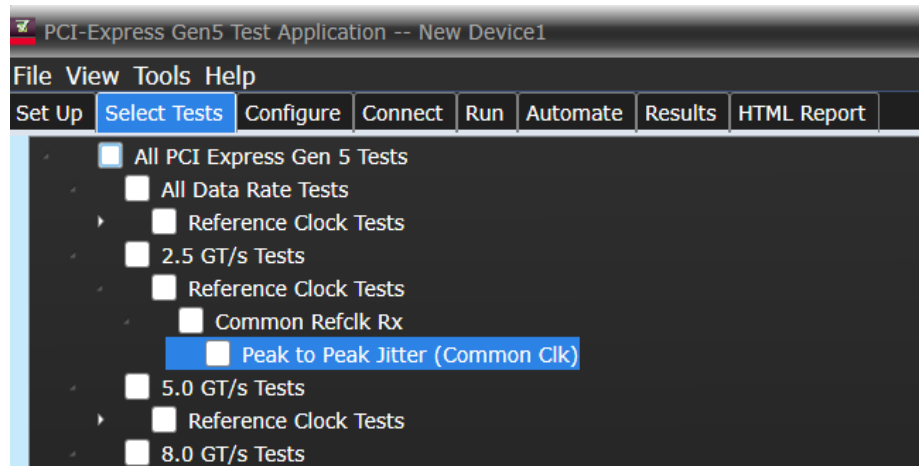 PCI-Express Gen5 Test Application -- New Device1
File View Tools Help
Set Up Select Tests Configure Connect Run Automate Results HTML Report
All PCI Express Gen 5 Tests
All Data Rate Tests
Reference Clock Tests
2.5 GT/s Tests
Reference Clock Tests
Common Refclk Rx
Peak to Peak Jitter (Common Clk)
5.0 GT/s Tests
Reference Clock Tests
8.0 GT/s Tests